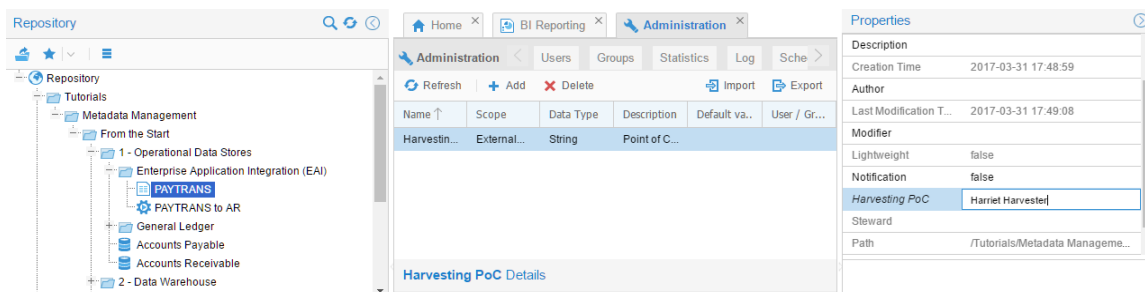 Repository
Repository
Tutorials
Metadata Management
From the Start
1 - Operational Data Stores
Enterprise Application Integration (EAI)
PAYTRANS
PAYTRANS to AR
General Ledger
Accounts Payable
Accounts Receivable
2 - Data Warehouse
Home BI Reporting Administration
Administration Users Groups Statistics Log Sche
Refresh Add Delete Import Export
Name Scope Data Type Description Default va.. User / Gr...
Harvestin... External... String Point of C...
Harvesting PoC Details
Properties
Description
Creation Time 2017-03-31 17:48:59
Author
Last Modification T... 2017-03-31 17:49:08
Modifier
Lightweight false
Notification false
Harvesting PoC Harriet Harvester
Steward
Path /Tutorials/Metadata Manageme...